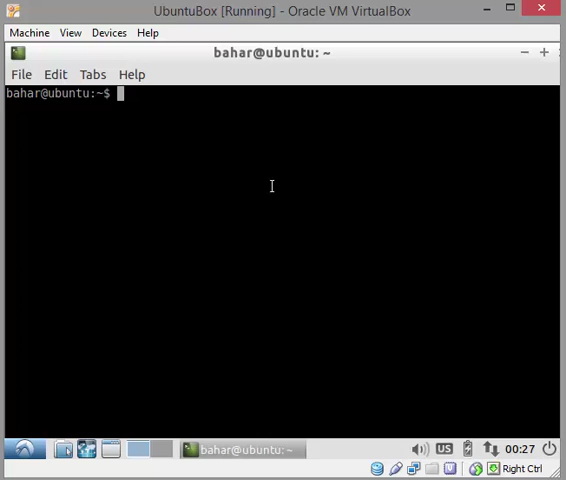 UbuntuBox [Running] - Oracle VM VirtualBox
Machine View Devices Help
bahar@ubuntu: ~
File Edit Tabs Help
bahar@ubuntu:~$
bahar@ubuntu: ~
US
00:27
Right Ctrl